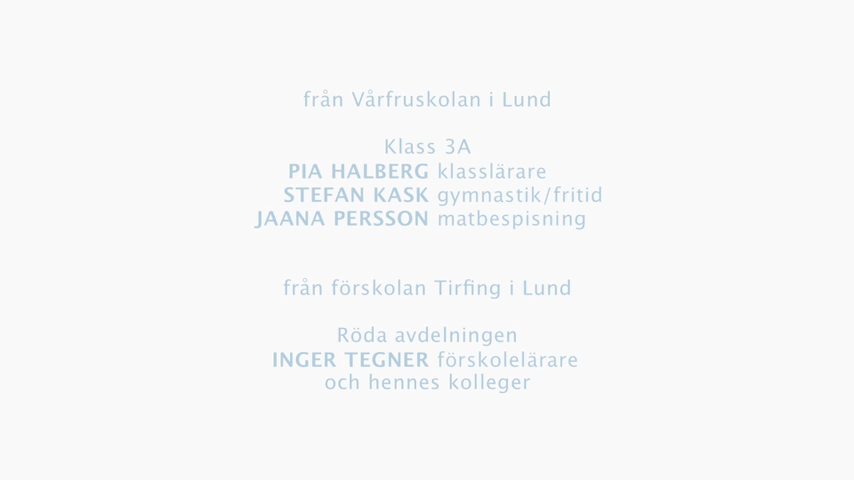 från Vårfruskolan i Lund
Klass 3A
PIA HALBERG klasslärare
STEFAN KASK gymnastik/fritid
JAANA PERSSON matbespisning
från förskolan Tirfing i Lund
Röda avdelningen
INGER TEGNER förskolelärare
och hennes kolleger